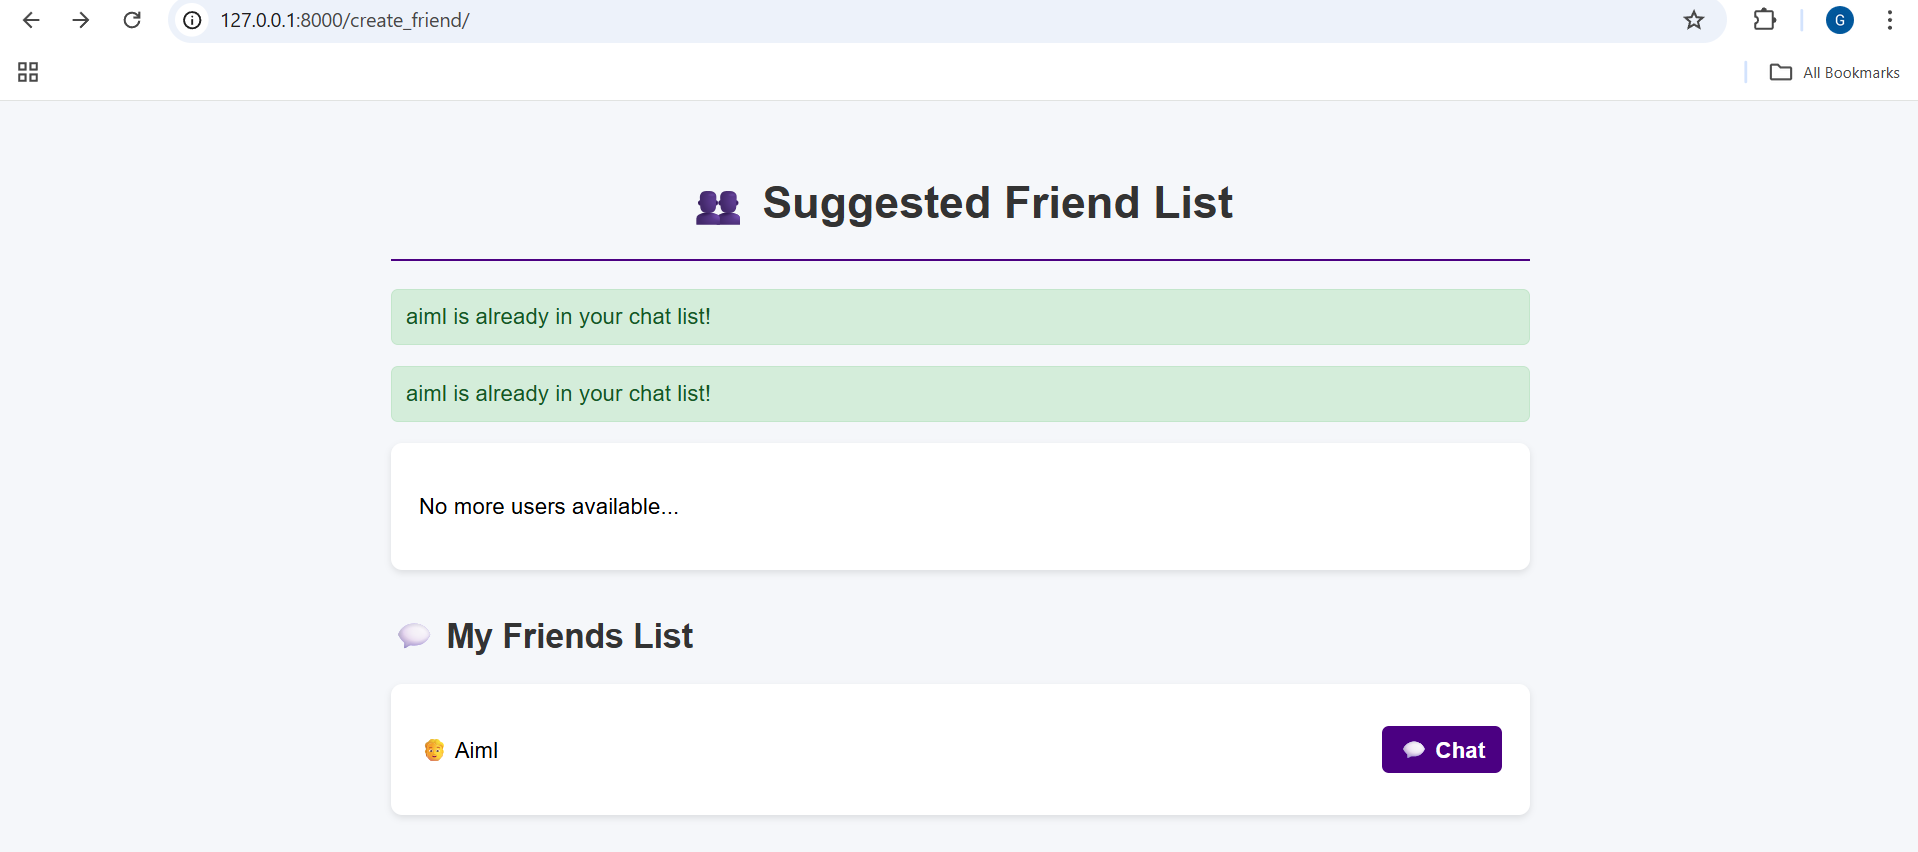 127.0.0.1:8000/create_friend/
G
All Bookmarks
Suggested Friend List
aiml is already in your chat list!
aiml is already in your chat list!
No more users available...
My Friends List
Aiml
Chat